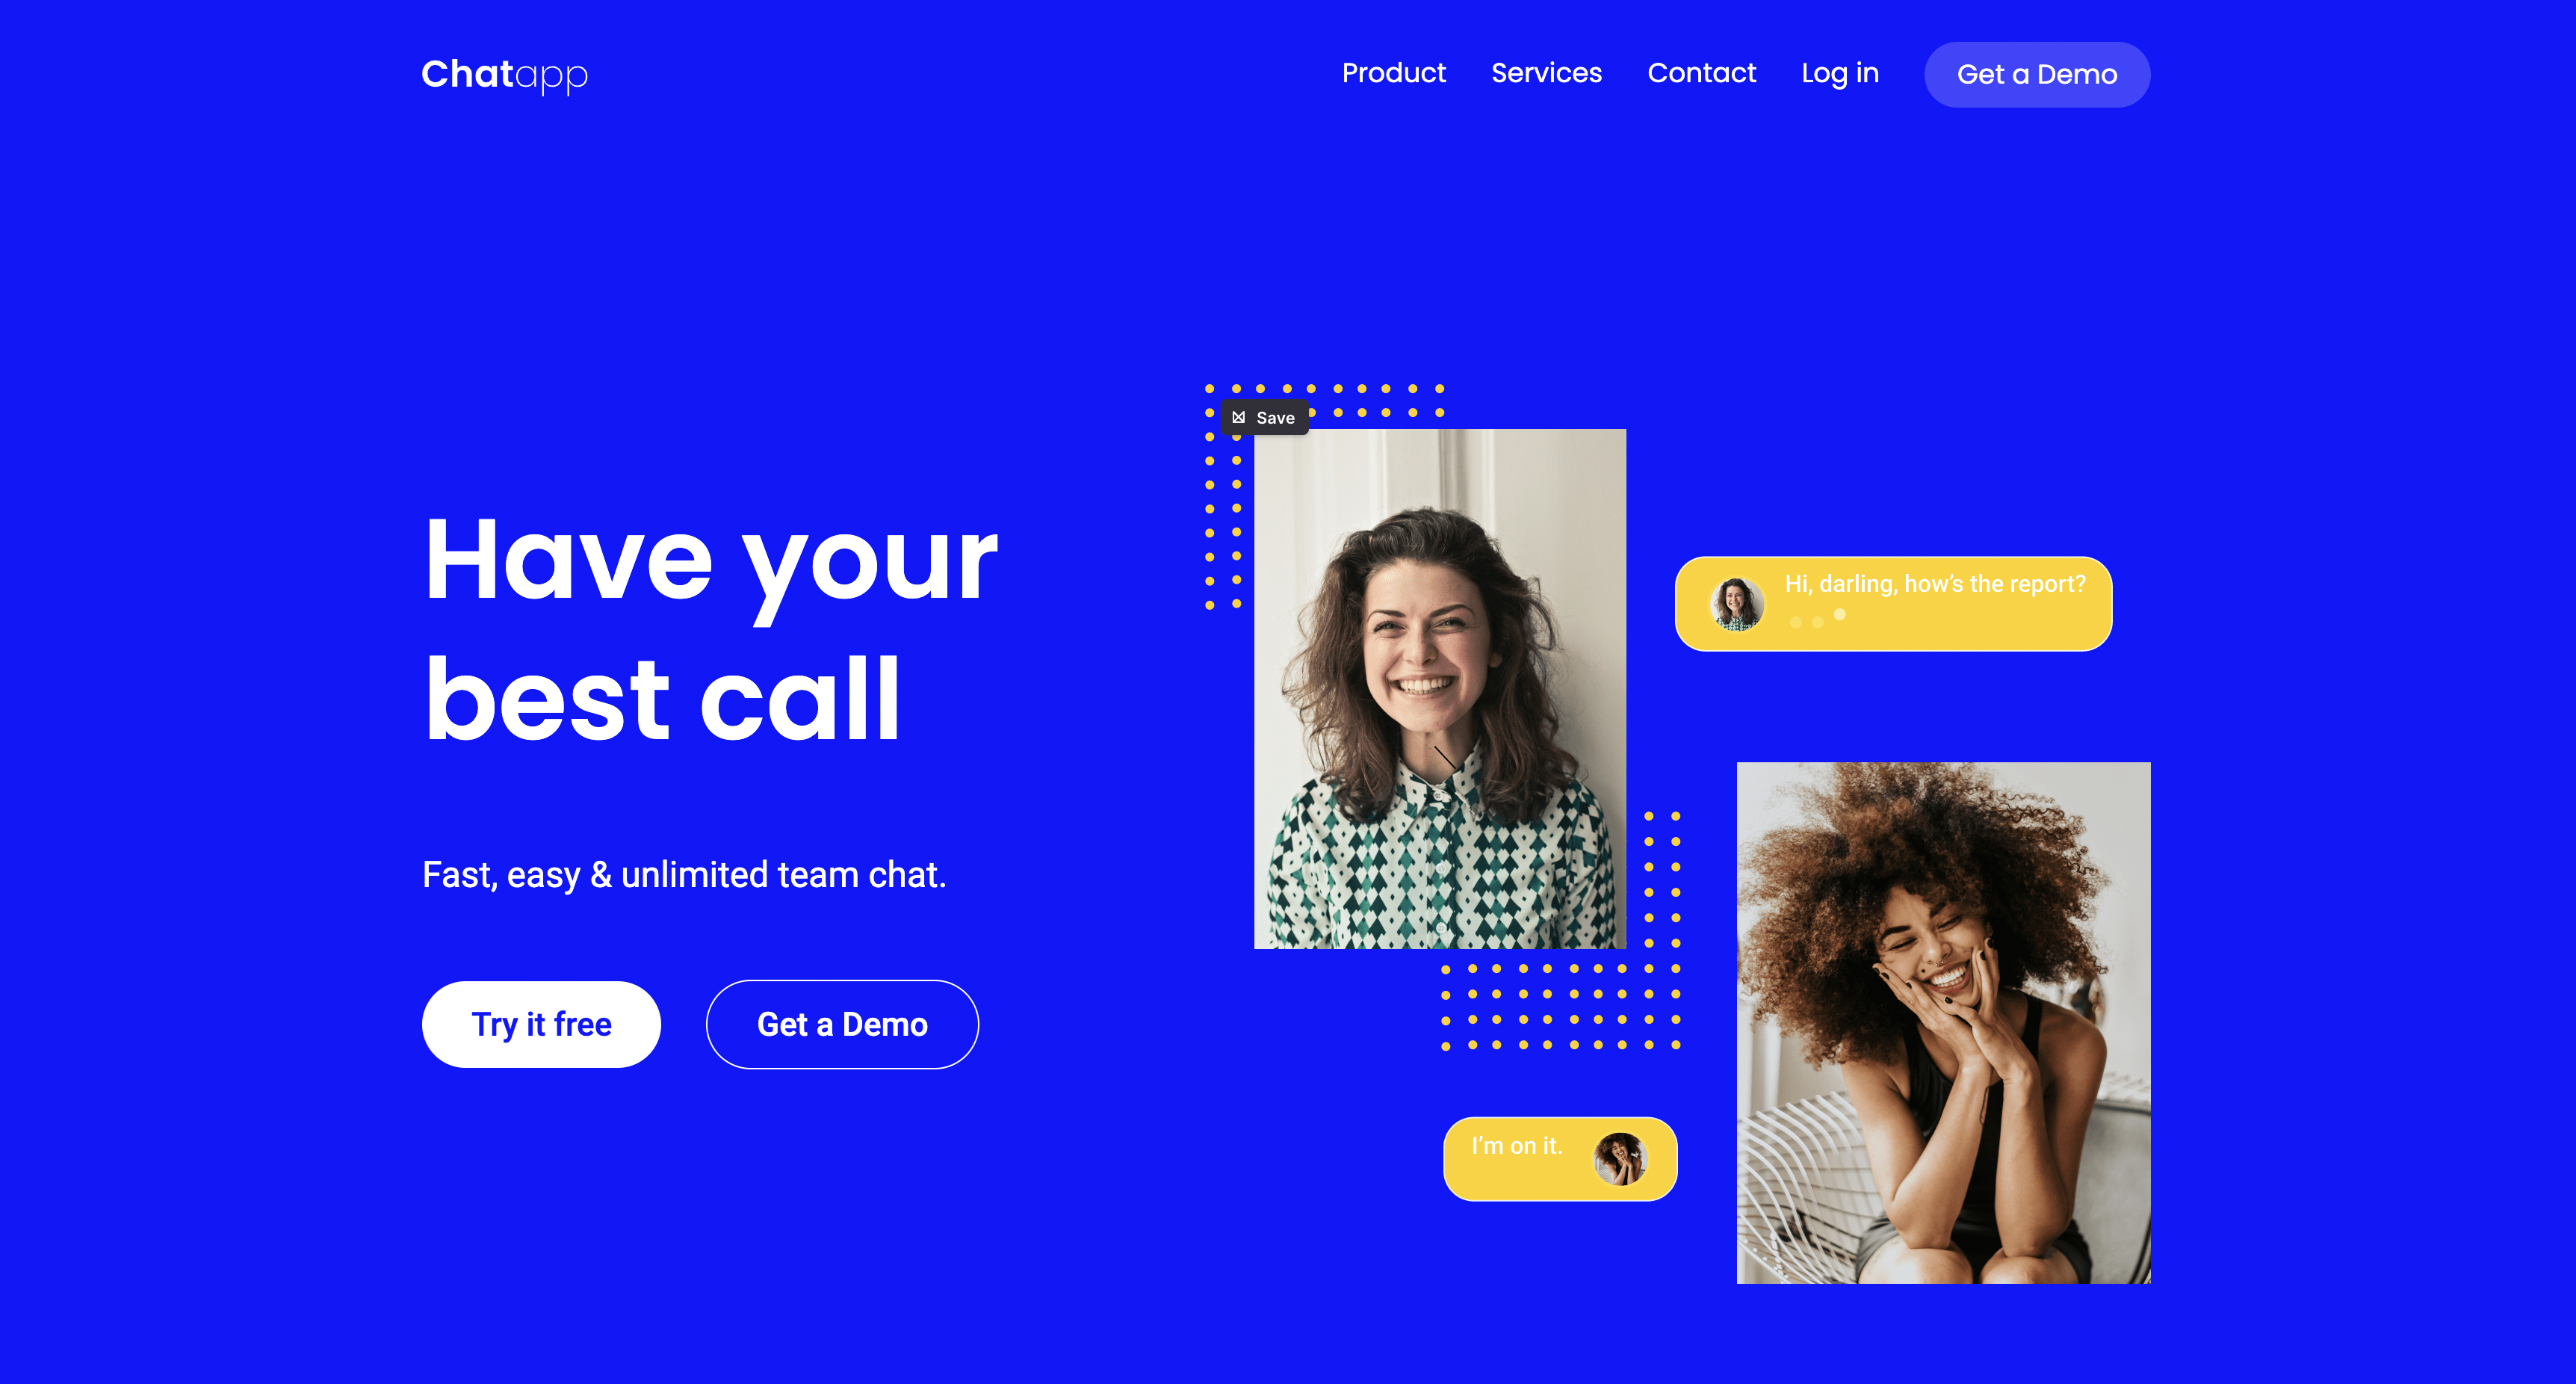 Chatapp
Product Services Contact Log in Get a Demo
Save
Have your
best call
Hi, darling, how’s the report?
Fast, easy & unlimited team chat.
Try it free Get a Demo
I’m on it.